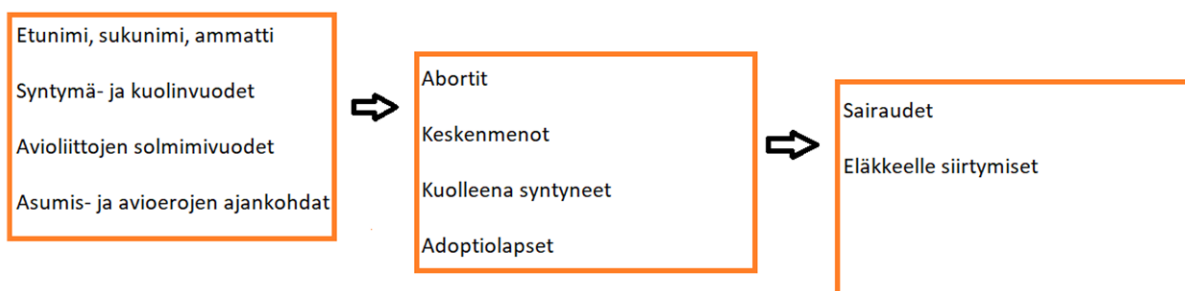 Etunimi, sukunimi, ammatti
Syntymä- ja kuolinvuodet
Avioliittojen solmimivuodet
Asumis- ja avioerojen ajankohdat
Abortit
Keskenmenot
Kuolleena syntyneet
Adoptiolapset
Sairaudet
Eläkkeelle siirtymiset